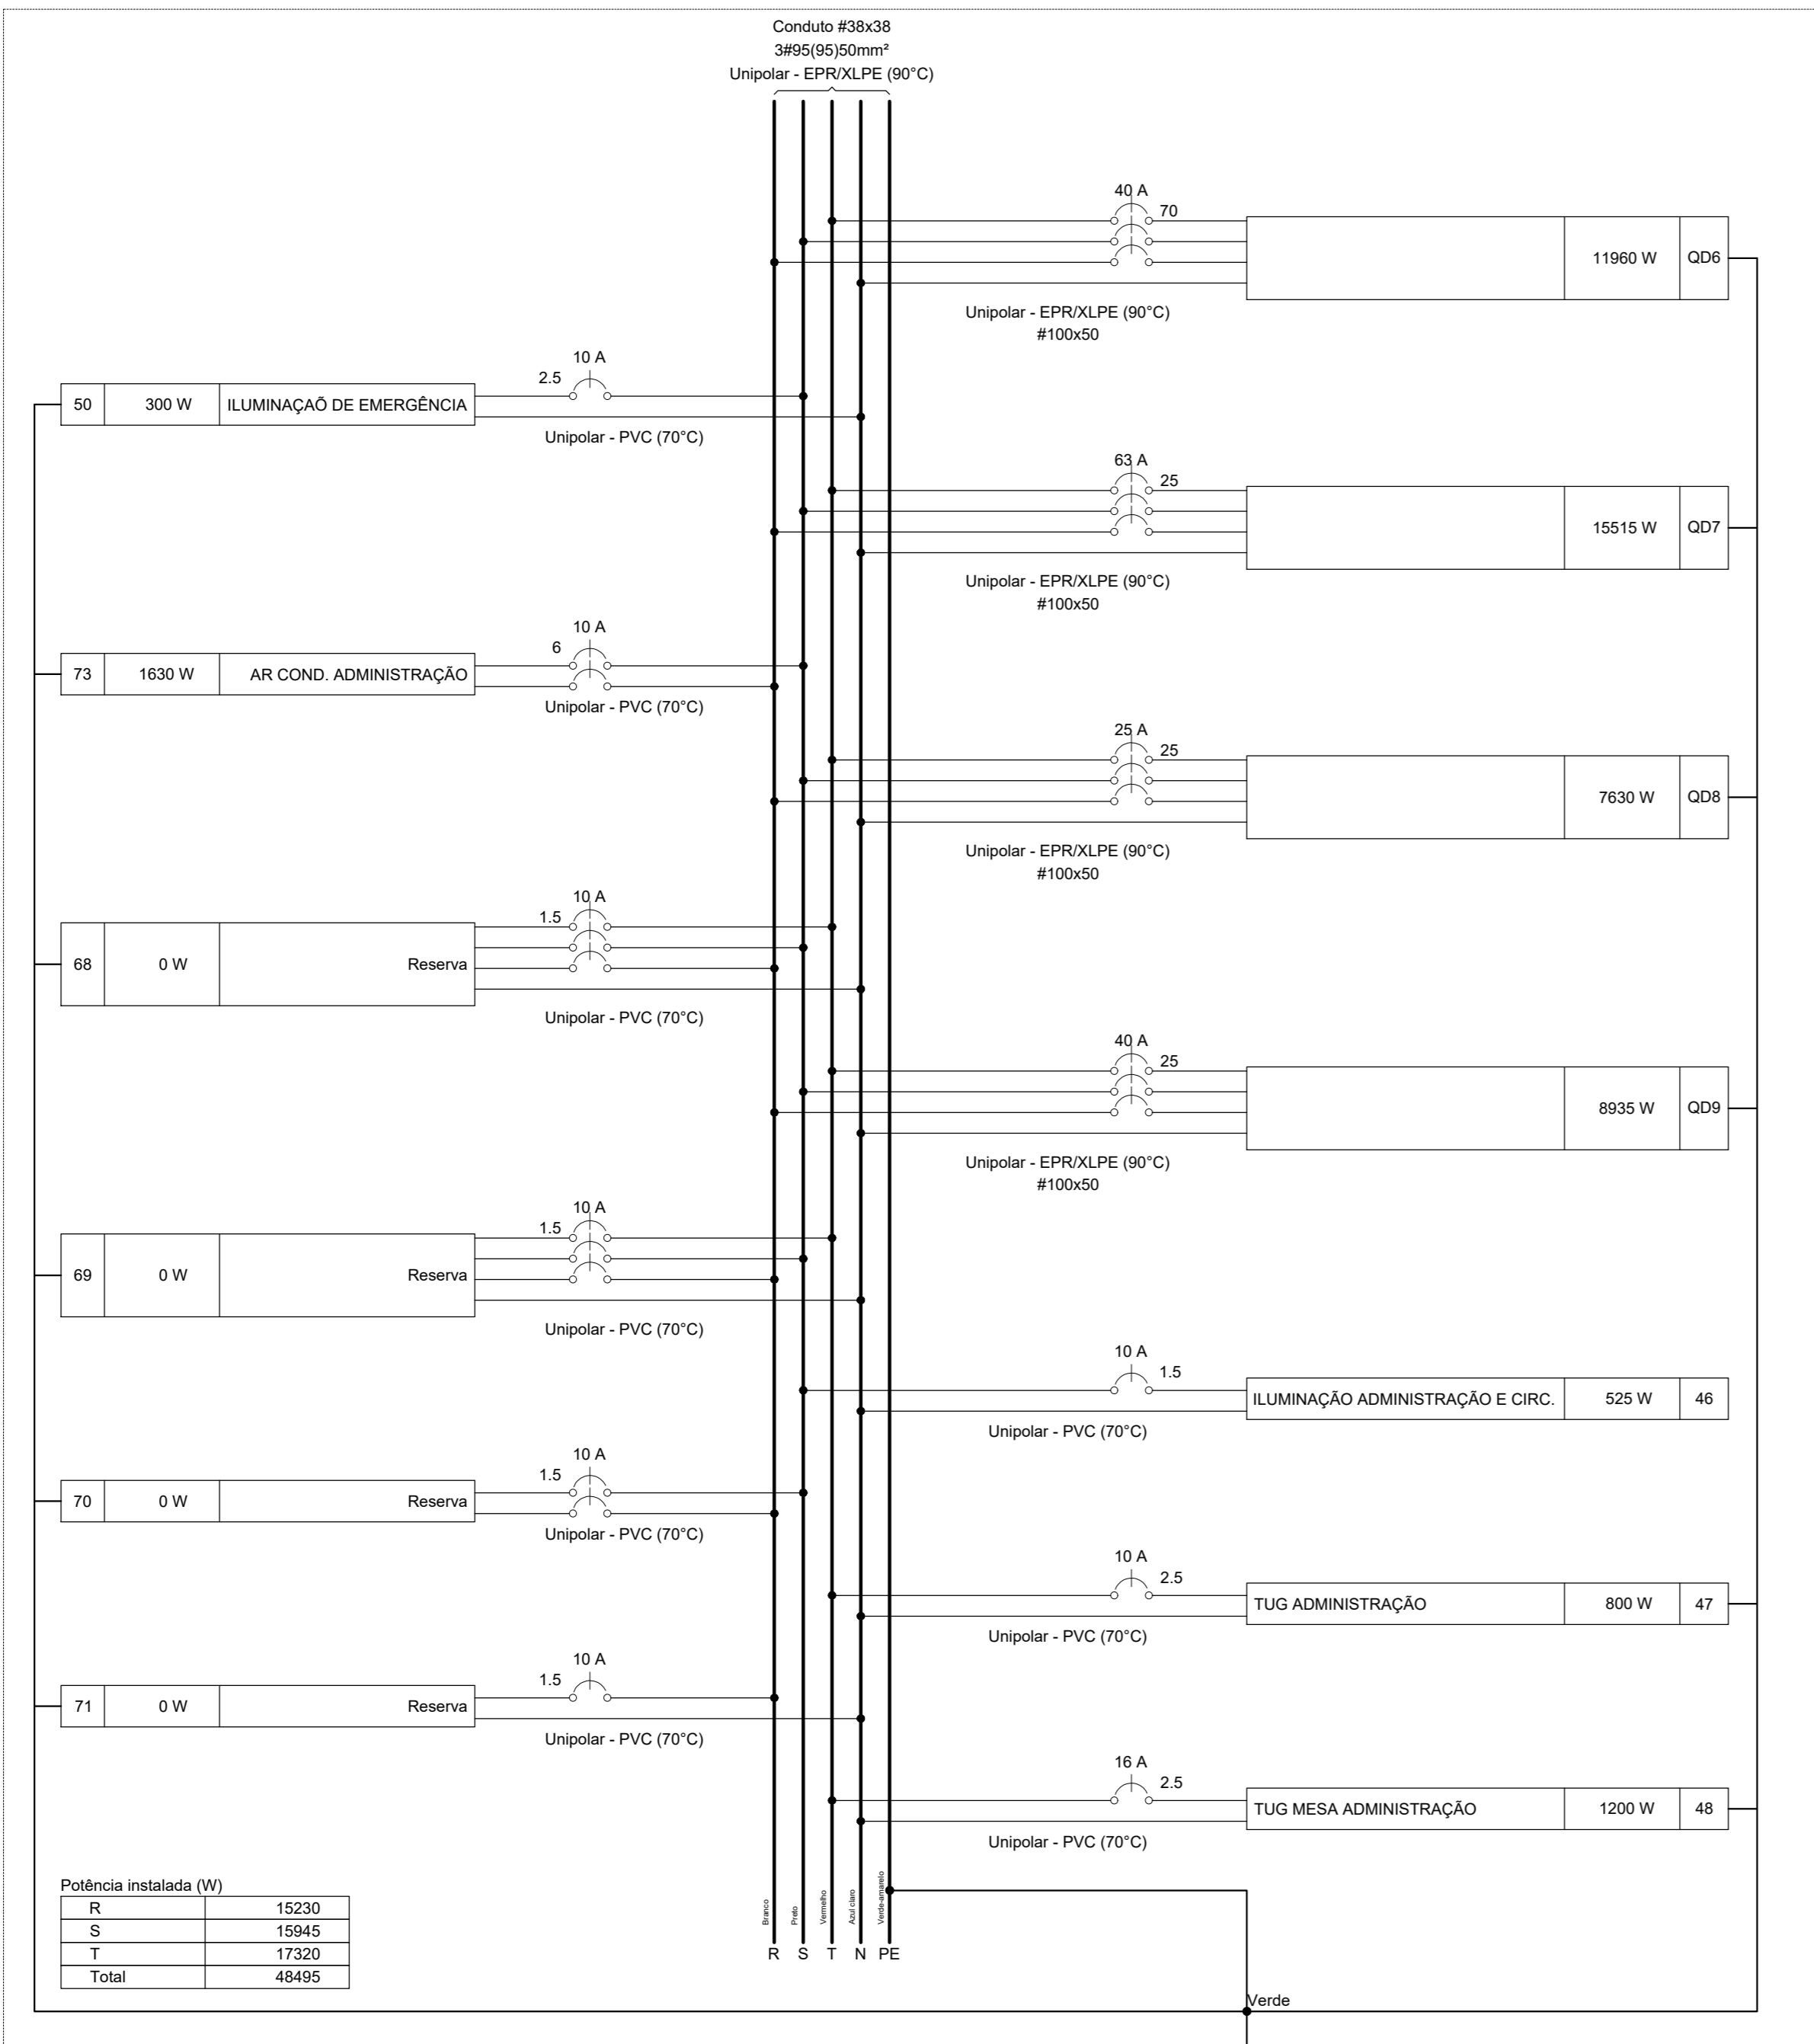 Conduto #38x38
3#95(95)50mm²
Unipolar - EPR/XLPE (90°C)
40 A
70
11960 W
QD6
Unipolar - EPR/XLPE (90°C)
#100x50
10 A
2.5
50
300 W
ILUMINAÇAÕ DE EMERGÊNCIA
Unipolar - PVC (70°C)
63 A
25
15515 W
QD7
Unipolar - EPR/XLPE (90°C)
#100x50
10 A
6
73
1630 W
AR COND. ADMINISTRAÇÃO
Unipolar - PVC (70°C)
25 A
25
7630 W
QD8
Unipolar - EPR/XLPE (90°C)
#100x50
10 A
1.5
68
0 W
Reserva
Unipolar - PVC (70°C)
40 A
25
8935 W
QD9
Unipolar - EPR/XLPE (90°C)
#100x50
10 A
1.5
69
0 W
Reserva
Unipolar - PVC (70°C)
10 A
1.5
ILUMINAÇÃO ADMINISTRAÇÃO E CIRC.
525 W
46
Unipolar - PVC (70°C)
10 A
1.5
70
0 W
Reserva
Unipolar - PVC (70°C)
10 A
2.5
TUG ADMINISTRAÇÃO
800 W
47
Unipolar - PVC (70°C)
10 A
1.5
71
0 W
Reserva
Unipolar - PVC (70°C)
16 A
2.5
TUG MESA ADMINISTRAÇÃO
1200 W
48
Unipolar - PVC (70°C)
Potência instalada (W)
R 15230
S 15945
T 17320
Total 48495
Branco
Preto
Vermelho
Azul claro
Verde-amarelo
R S T N PE
Verde